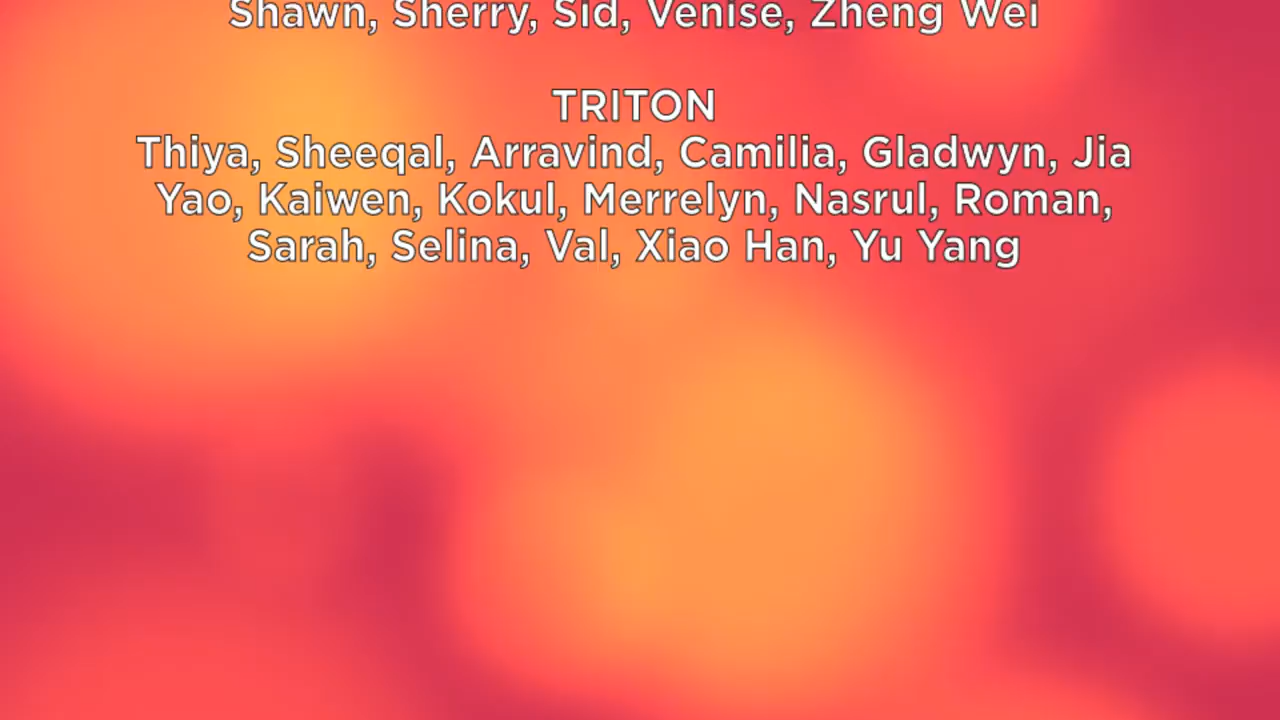 Shawn, Sherry, Sid, Venise, Zheng Wei
TRITON
Thiya, Sheeqal, Arravind, Camilia, Gladwyn, Jia
Yao, Kaiwen, Kokul, Merrelyn, Nasrul, Roman,
Sarah, Selina, Val, Xiao Han, Yu Yang